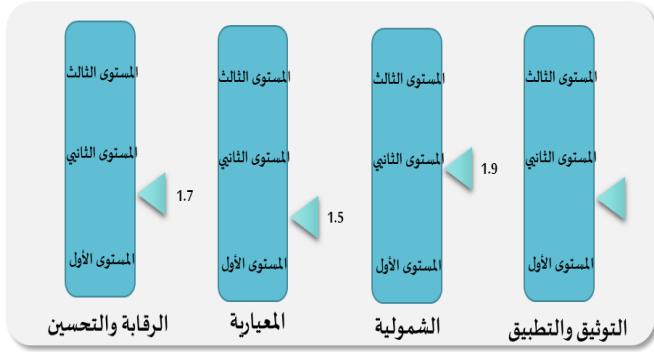 المستوى الثالث
المستوى الثاني
المستوى الأول
التوثيق والتطبيق
المستوى الثالث
المستوى الثاني
1.9
المستوى الأول
الشمولية
المستوى الثالث
المستوى الثاني
1.5
المستوى الأول
المعيارية
المستوى الثالث
المستوى الثاني
1.7
المستوى الأول
الرقابة والتحسين